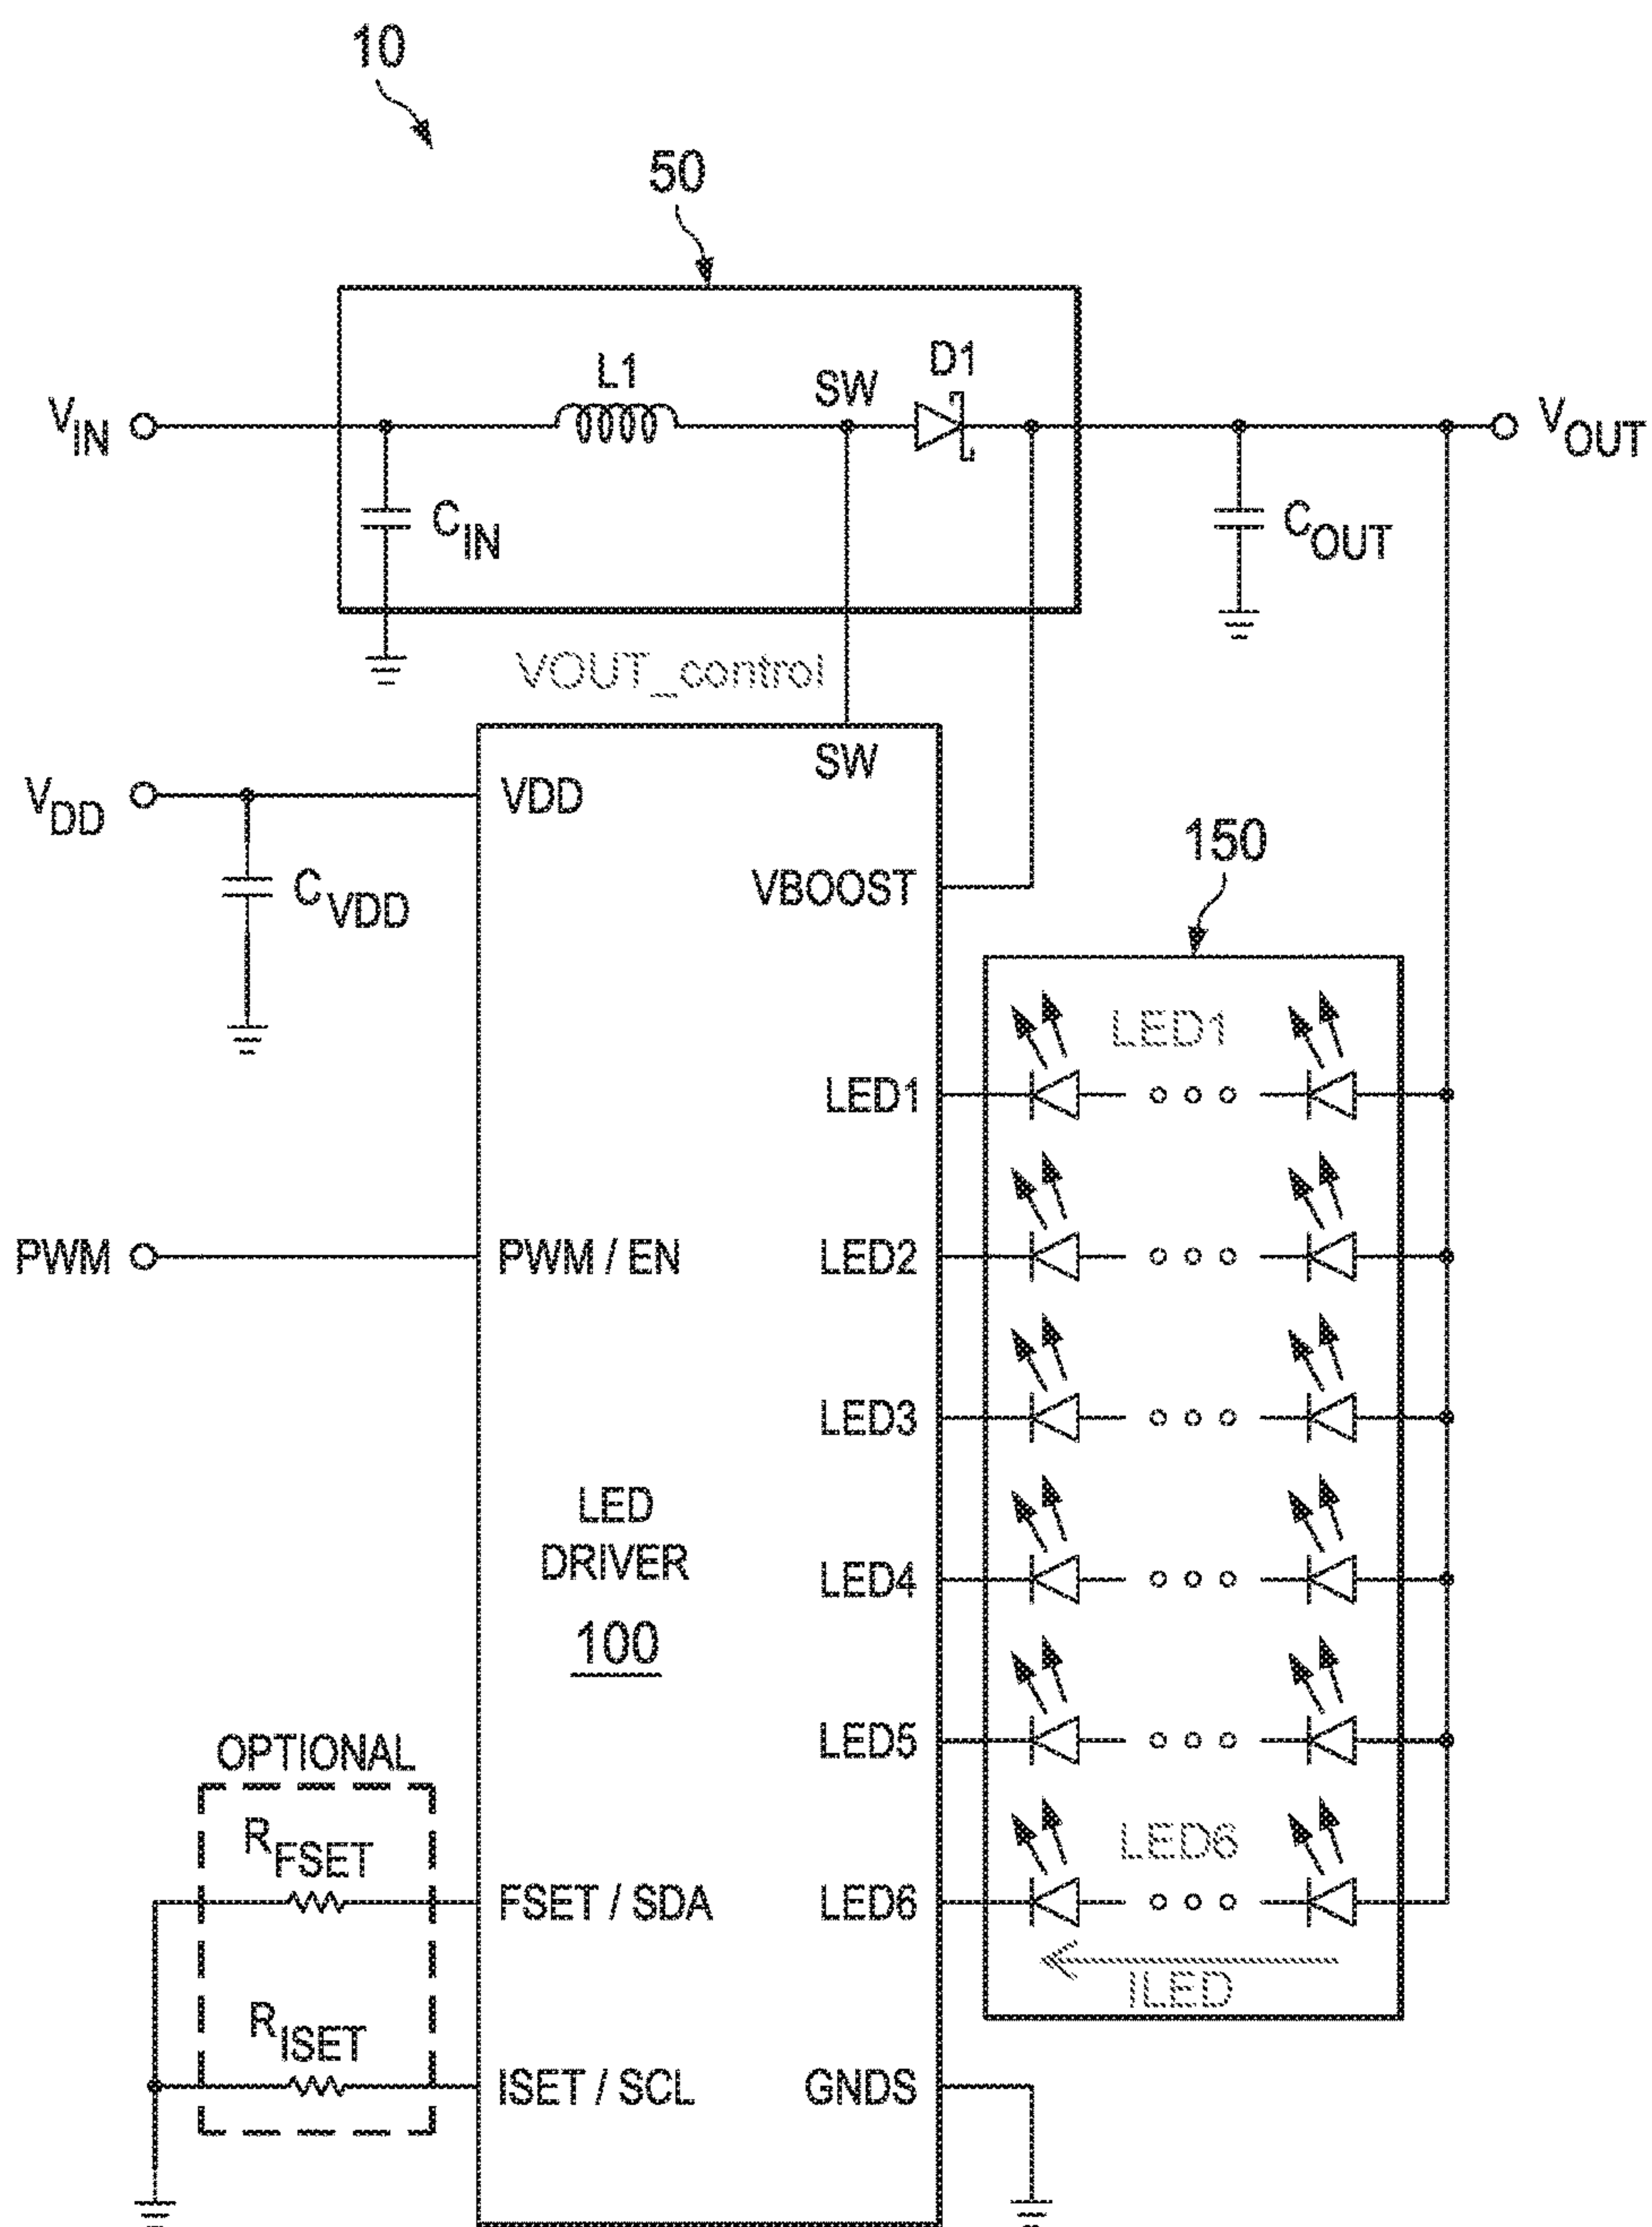 10
50
L1
SW
D1
VIN
VOUT
CIN
COUT
VOUT_control
SW
VDD
VDD
150
VBOOST
CVDD
LED1
LED1
PWM
PWM / EN
LED2
LED3
LED
DRIVER
100
LED4
OPTIONAL
LED5
RFSET
LED6
FSET / SDA
LED6
ILED
RISET
ISET / SCL
GNDS